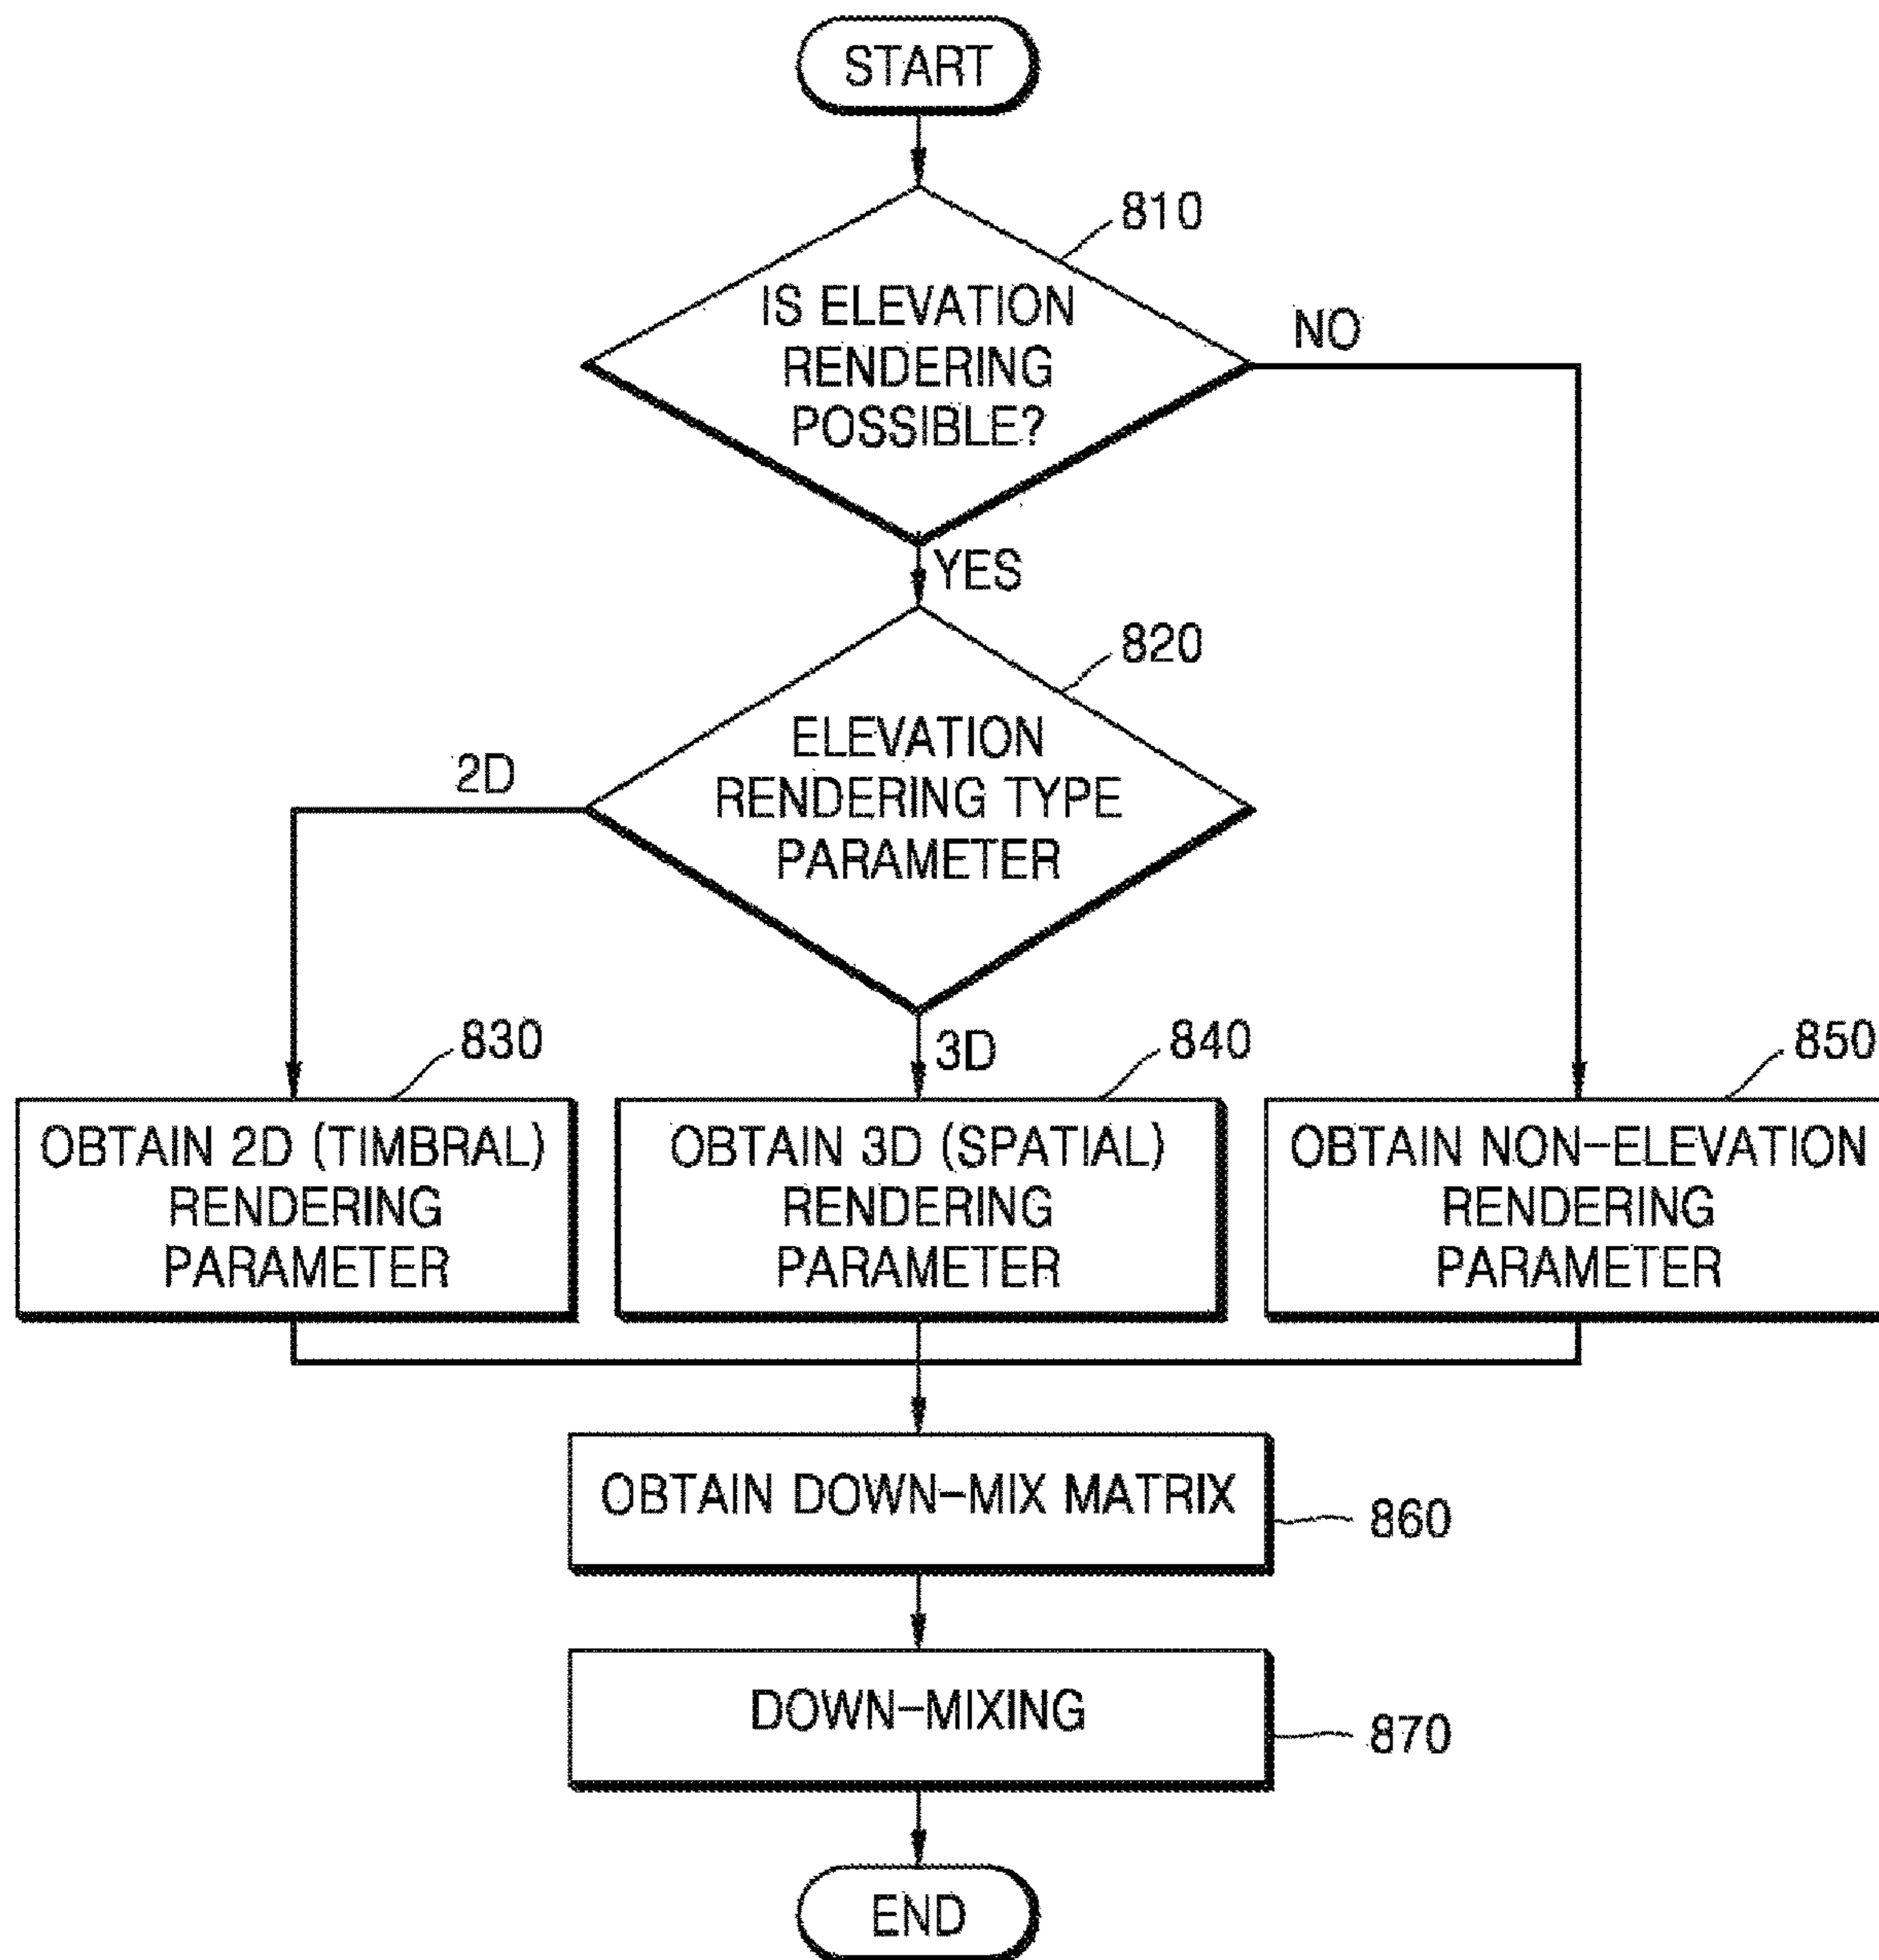 START
810
IS ELEVATION
RENDERING
POSSIBLE?
NO
YES
820
ELEVATION
RENDERING TYPE
PARAMETER
2D
3D
830
OBTAIN 2D (TIMBRAL)
RENDERING
PARAMETER
840
OBTAIN 3D (SPATIAL)
RENDERING
PARAMETER
850
OBTAIN NON-ELEVATION
RENDERING
PARAMETER
OBTAIN DOWN-MIX MATRIX
860
DOWN-MIXING
870
END